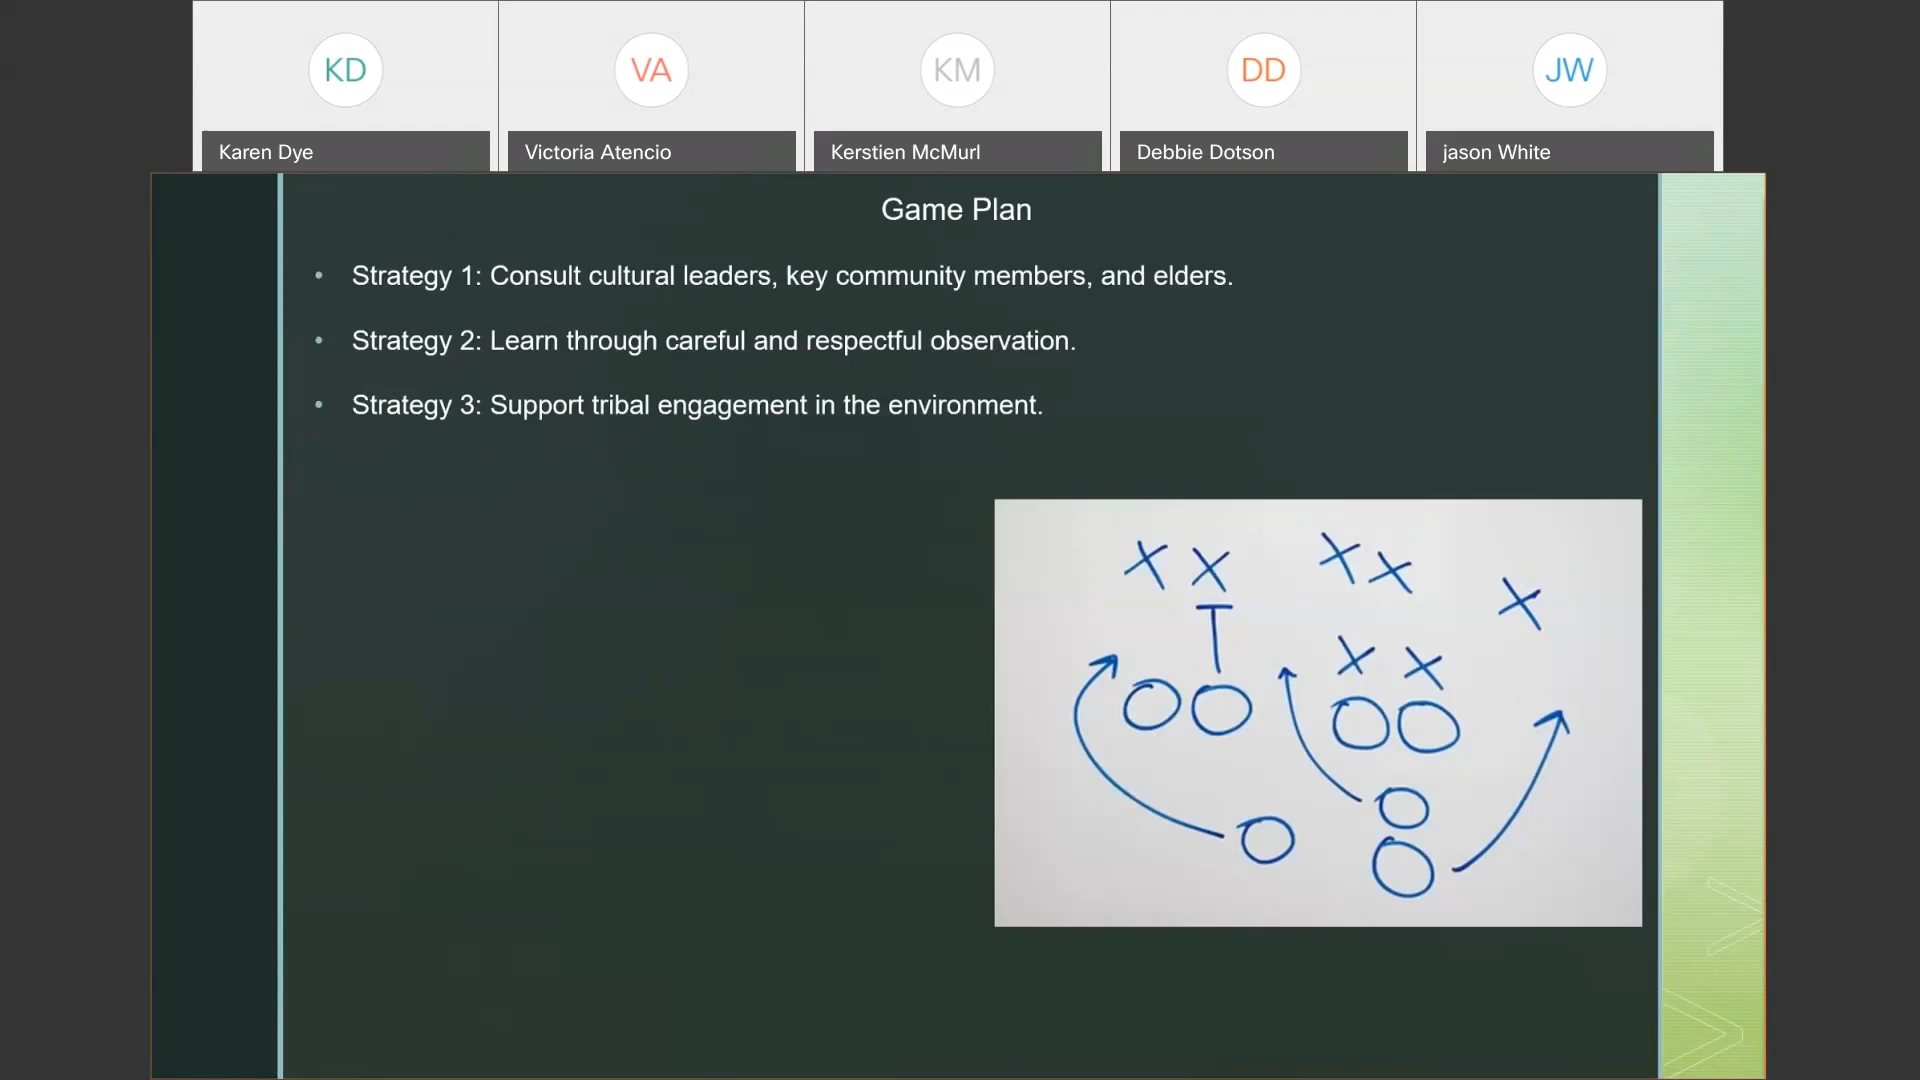 KD
VA
KM
DD
JW
Karen Dye
Victoria Atencio
Kerstien McMurl
Debbie Dotson
jason White
Game Plan
• Strategy 1: Consult cultural leaders, key community members, and elders.
• Strategy 2: Learn through careful and respectful observation.
• Strategy 3: Support tribal engagement in the environment.